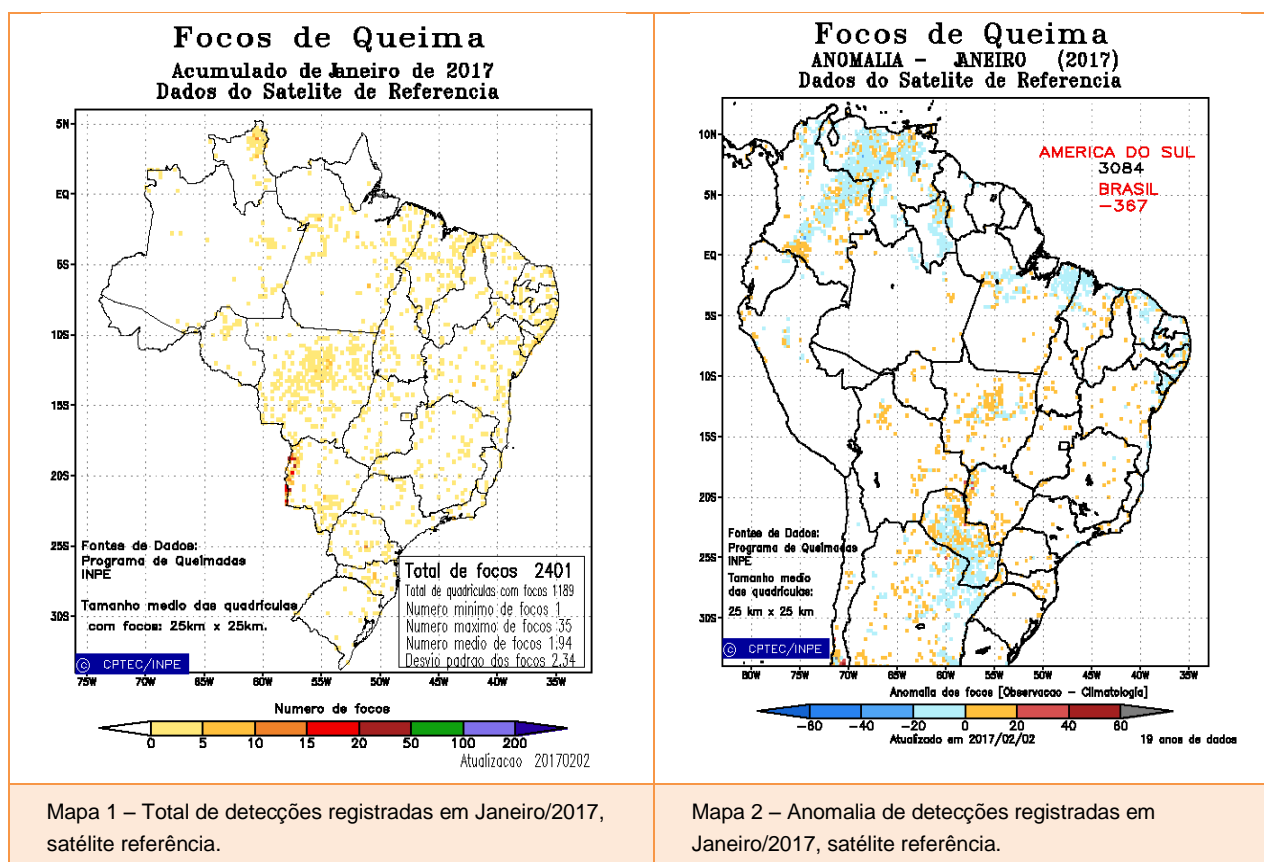 Focos de Queima
Acumulado de Janeiro de 2017
Dados do Satelite de Referencia
5N
EQ
5S
10S
15S
20S
25S
30S
75W 70W 65W 60W 55W 50W 45W 40W 35W
Fontes de Dados:
Programa de Queimadas
INPE
Tamanho medio das quadrículas
com focos: 25km x 25km.
© CPTEC/INPE
Total de focos 2401
Total de quadriculas com focos 1189
Numero minimo de focos 1
Numero maximo de focos 35
Numero medio de focos 1.94
Desvio padrao dos focos 2.34
Numero de focos
0 5 10 15 20 50 100 200
Atualizacao 20170202
Mapa 1 – Total de detecções registradas em Janeiro/2017,
satélite referência.
Focos de Queima
ANOMALIA – JANEIRO (2017)
Dados do Satelite de Referencia
10N
5N
EQ
5S
10S
15S
20S
25S
30S
80W 75W 70W 65W 60W 55W 50W 45W 40W 35W
AMERICA DO SUL
3084
BRASIL
-367
Fontes de Dados:
Programa de Queimadas
INPE
Tamanho medio
das quadrículas:
25 km x 25 km
© CPTEC/INPE
Anomalia dos focos [Observacao – Climatologia]
-60 -40 -20 0 20 40 60
Atualizado em 2017/02/02
19 anos de dados
Mapa 2 – Anomalia de detecções registradas em
Janeiro/2017, satélite referência.